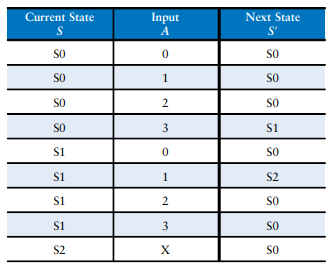 Current State Input Next State
S A S'
S0 0 S0
S0 1 S0
S0 2 S0
S0 3 S1
S1 0 S0
S1 1 S2
S1 2 S0
S1 3 S0
S2 X S0